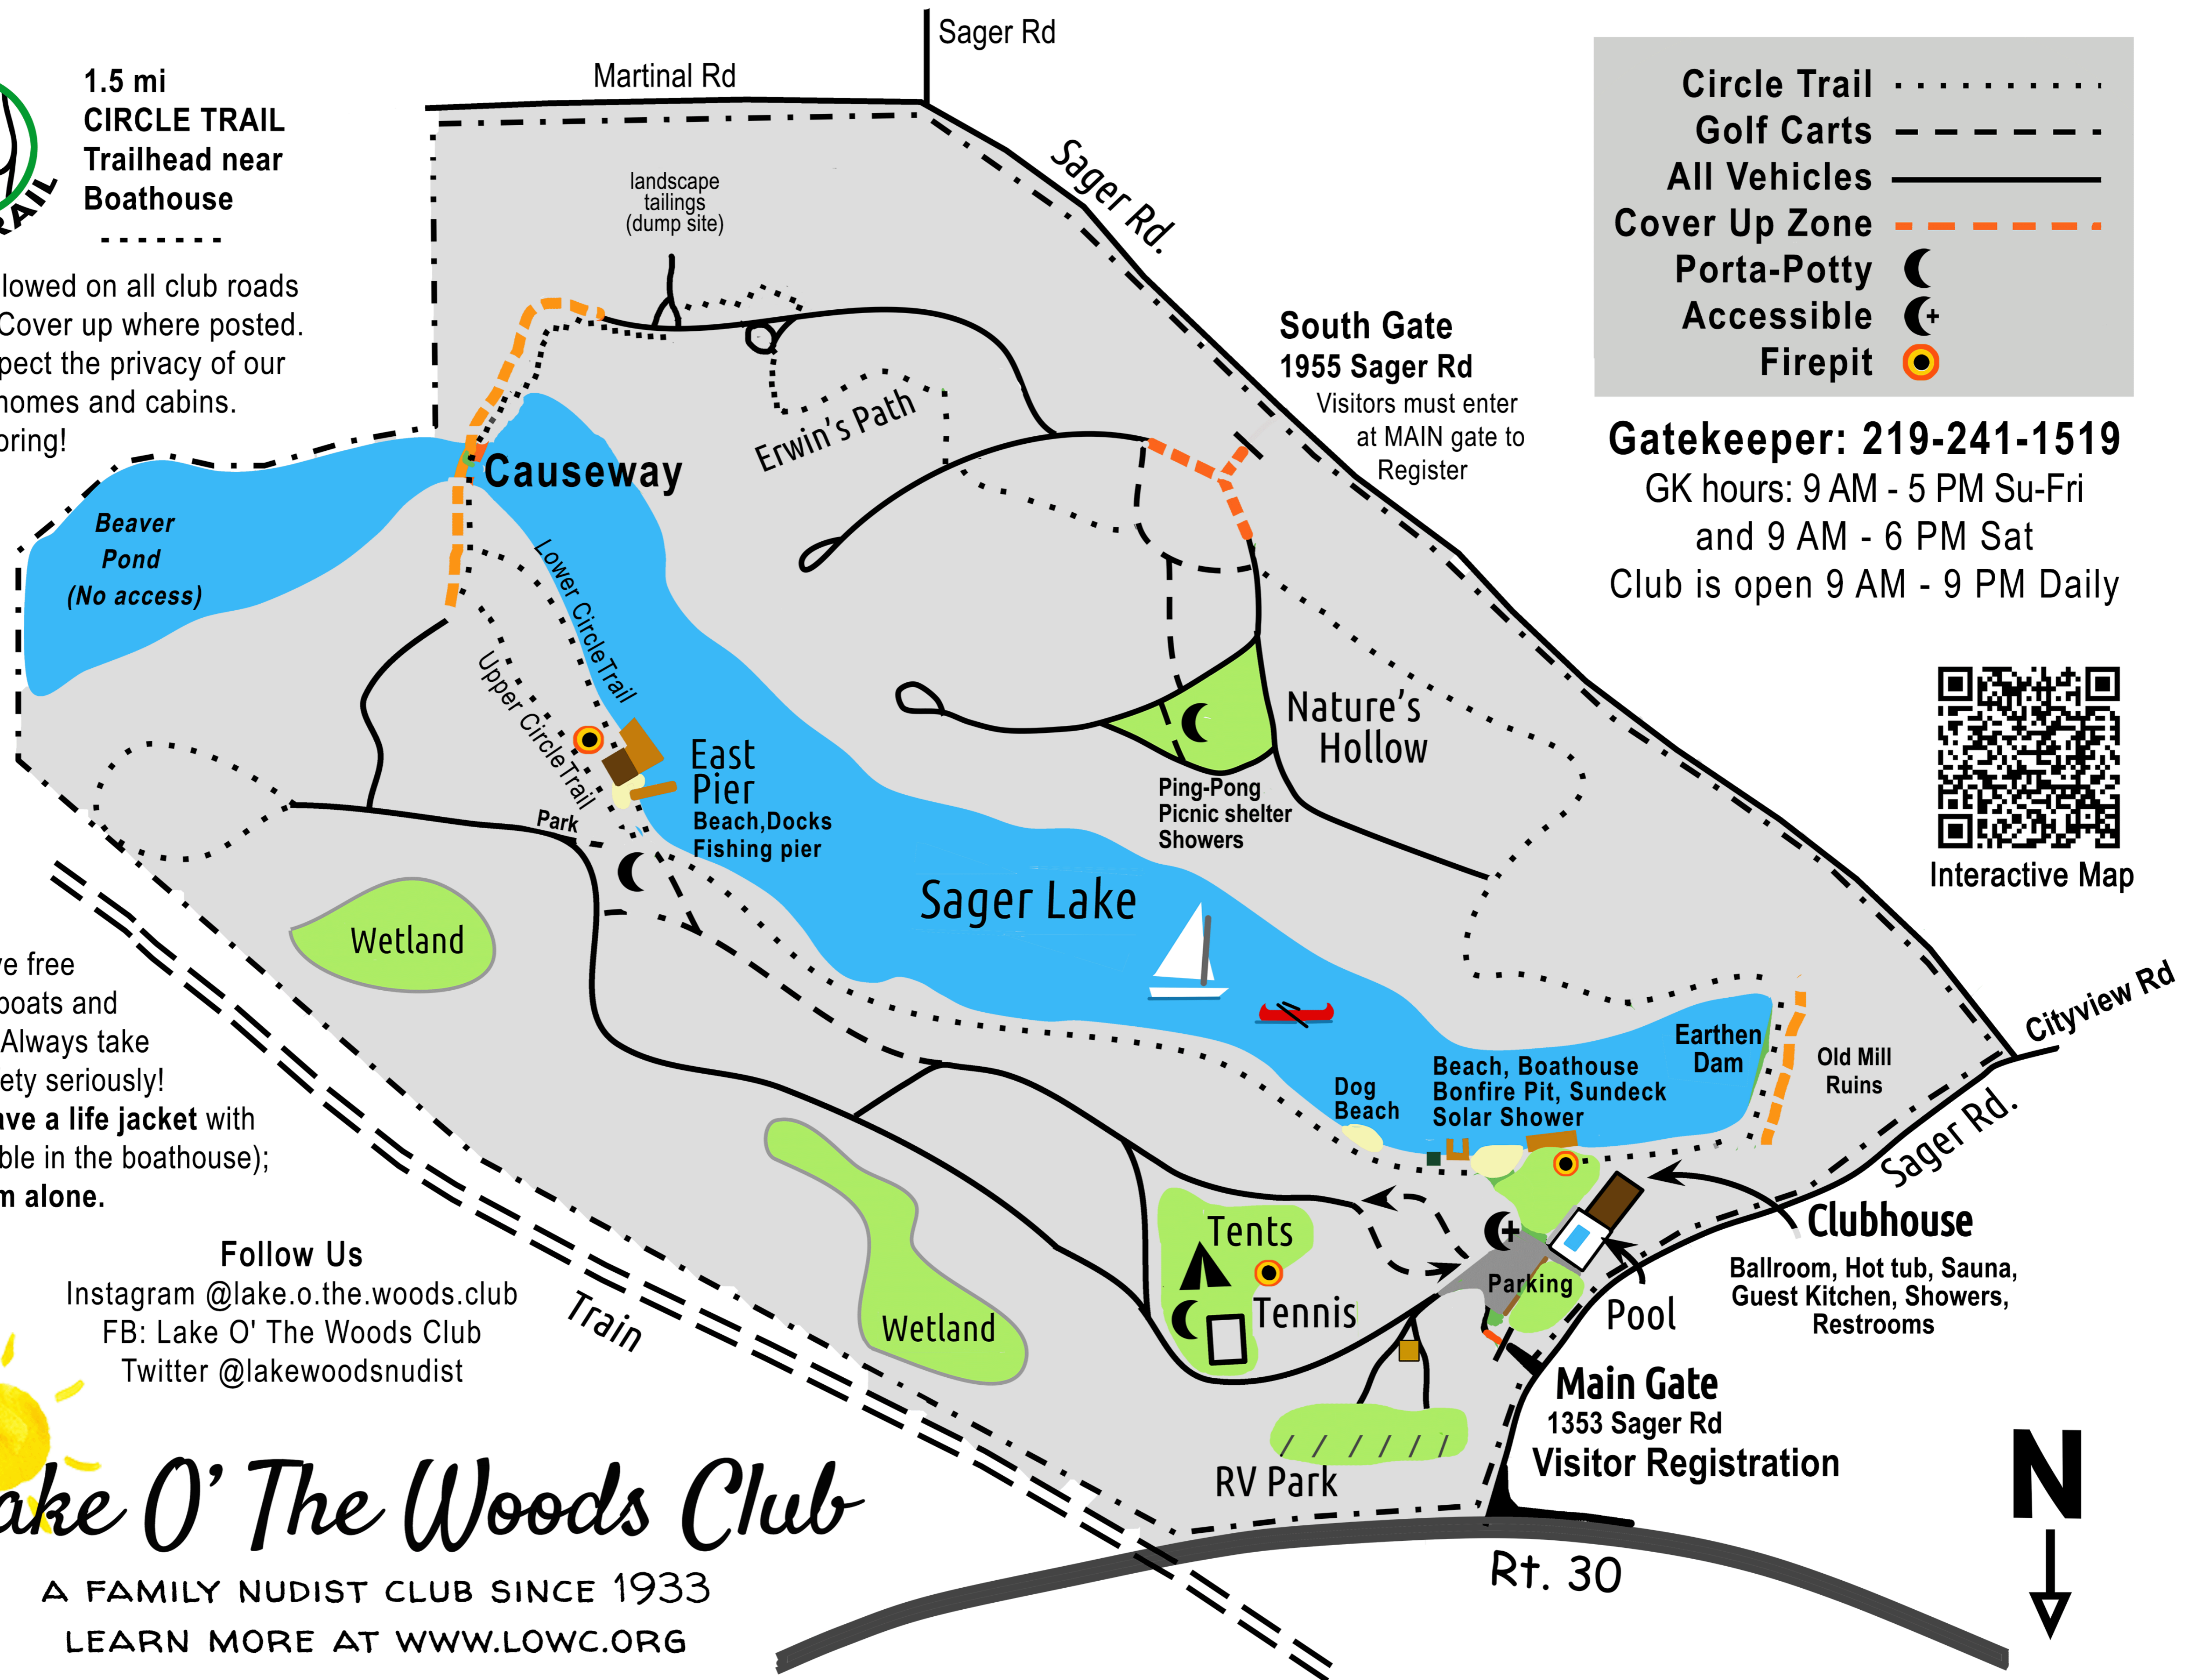 1.5 mi
CIRCLE TRAIL
Trailhead near
Boathouse
on all club roads
Cover up where posted.
the privacy of our
homes and cabins.
free
boats and
Always take
seriously!
a life jacket with
in the boathouse);
alone.
Follow Us
Instagram @lake.o.the.woods.club
FB: Lake O' The Woods Club
Twitter @lakewoodsnudist
O' The Woods Club
A FAMILY NUDIST CLUB SINCE 1933
LEARN MORE AT WWW.LOWC.ORG
Sager Rd
Martinal Rd
Sager Rd.
landscape
tailings
(dump site)
Erwin's Path
Causeway
Beaver
Pond
(No access)
Lower CircleTrail
Upper CircleTrail
East
Pier
Beach,Docks
Fishing pier
Park
Wetland
Sager Lake
South Gate
1955 Sager Rd
Visitors must enter
at MAIN gate to
Register
Nature's
Hollow
Ping-Pong
Picnic shelter
Showers
Circle Trail
Golf Carts
All Vehicles
Cover Up Zone
Porta-Potty
Accessible
Firepit
Gatekeeper: 219-241-1519
GK hours: 9 AM - 5 PM Su-Fri
and 9 AM - 6 PM Sat
Club is open 9 AM - 9 PM Daily
Interactive Map
Cityview Rd
Earthen
Dam
Old Mill
Ruins
Sager Rd.
Dog
Beach
Beach, Boathouse
Bonfire Pit, Sundeck
Solar Shower
Clubhouse
Ballroom, Hot tub, Sauna,
Guest Kitchen, Showers,
Restrooms
Pool
Parking
Tents
Tennis
Wetland
Train
Main Gate
1353 Sager Rd
Visitor Registration
RV Park
Rt. 30
N